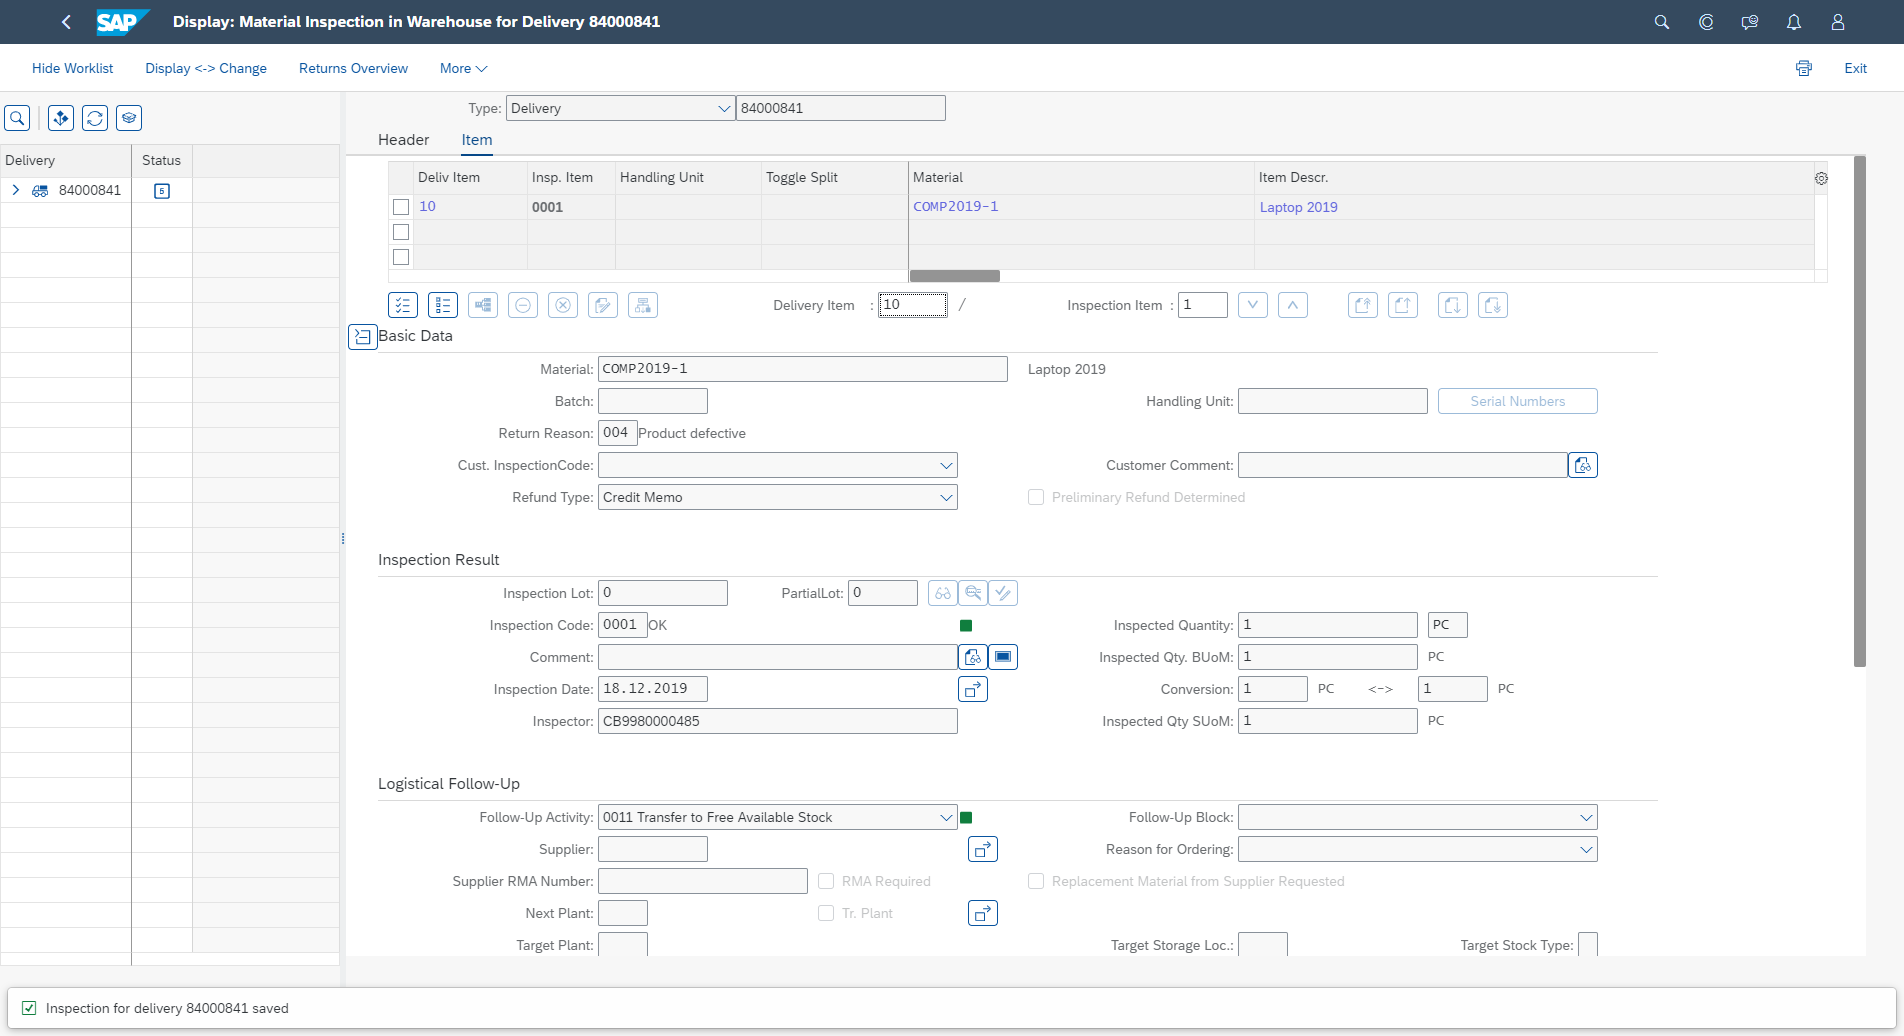 SAP Display: Material Inspection in Warehouse for Delivery 84000841
Hide Worklist Display <-> Change Returns Overview More Exit
Type: Delivery 84000841
Header Item
Delivery Status
84000841 5
Deliv Item Insp. Item Handling Unit Toggle Split Material Item Descr.
10 0001 COMP2019-1 Laptop 2019
Delivery Item : 10 / Inspection Item : 1
Basic Data
Material: COMP2019-1 Laptop 2019
Batch: Handling Unit: Serial Numbers
Return Reason: 004 Product defective
Cust. InspectionCode: Customer Comment:
Refund Type: Credit Memo Preliminary Refund Determined
Inspection Result
Inspection Lot: 0 PartialLot: 0
Inspection Code: 0001 OK Inspected Quantity: 1 PC
Comment: Inspected Qty. BUoM: 1 PC
Inspection Date: 18.12.2019 Conversion: 1 PC <-> 1 PC
Inspector: CB9980000485 Inspected Qty SUoM: 1 PC
Logistical Follow-Up
Follow-Up Activity: 0011 Transfer to Free Available Stock Follow-Up Block:
Supplier: Reason for Ordering:
Supplier RMA Number: RMA Required Replacement Material from Supplier Requested
Next Plant: Tr. Plant
Target Plant: Target Storage Loc.: Target Stock Type:
Inspection for delivery 84000841 saved